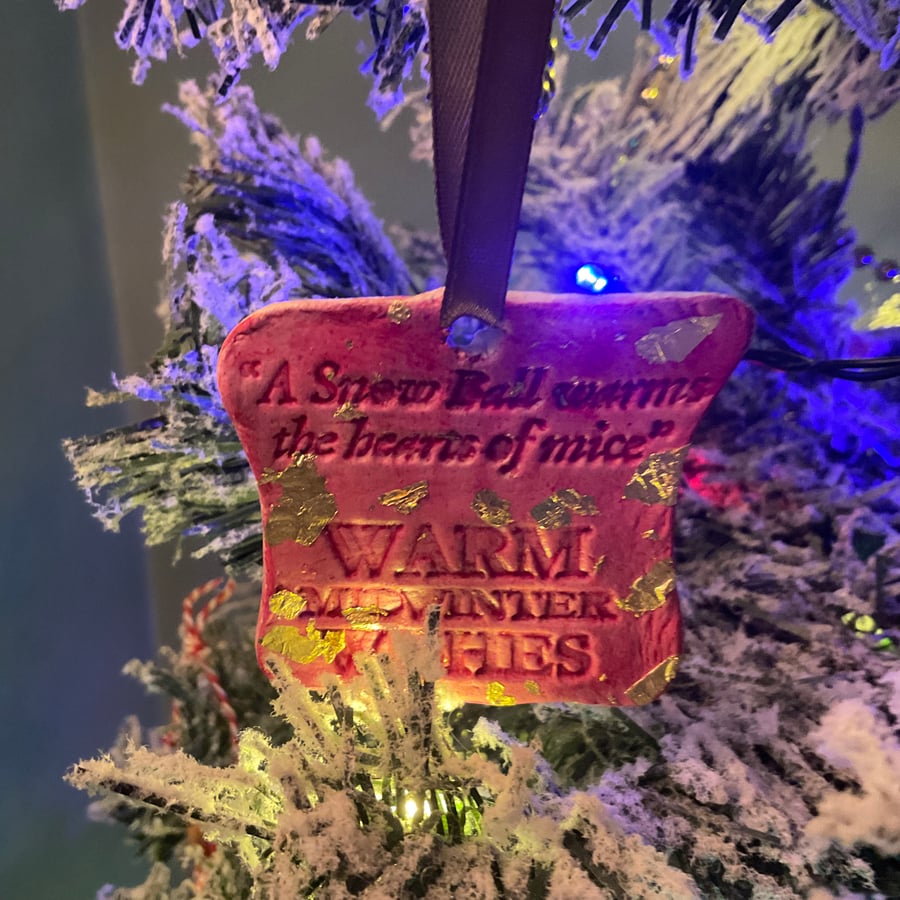 “A Snow Ball warms
the hearts of mice”
WARM
MIDWINTER
WISHES